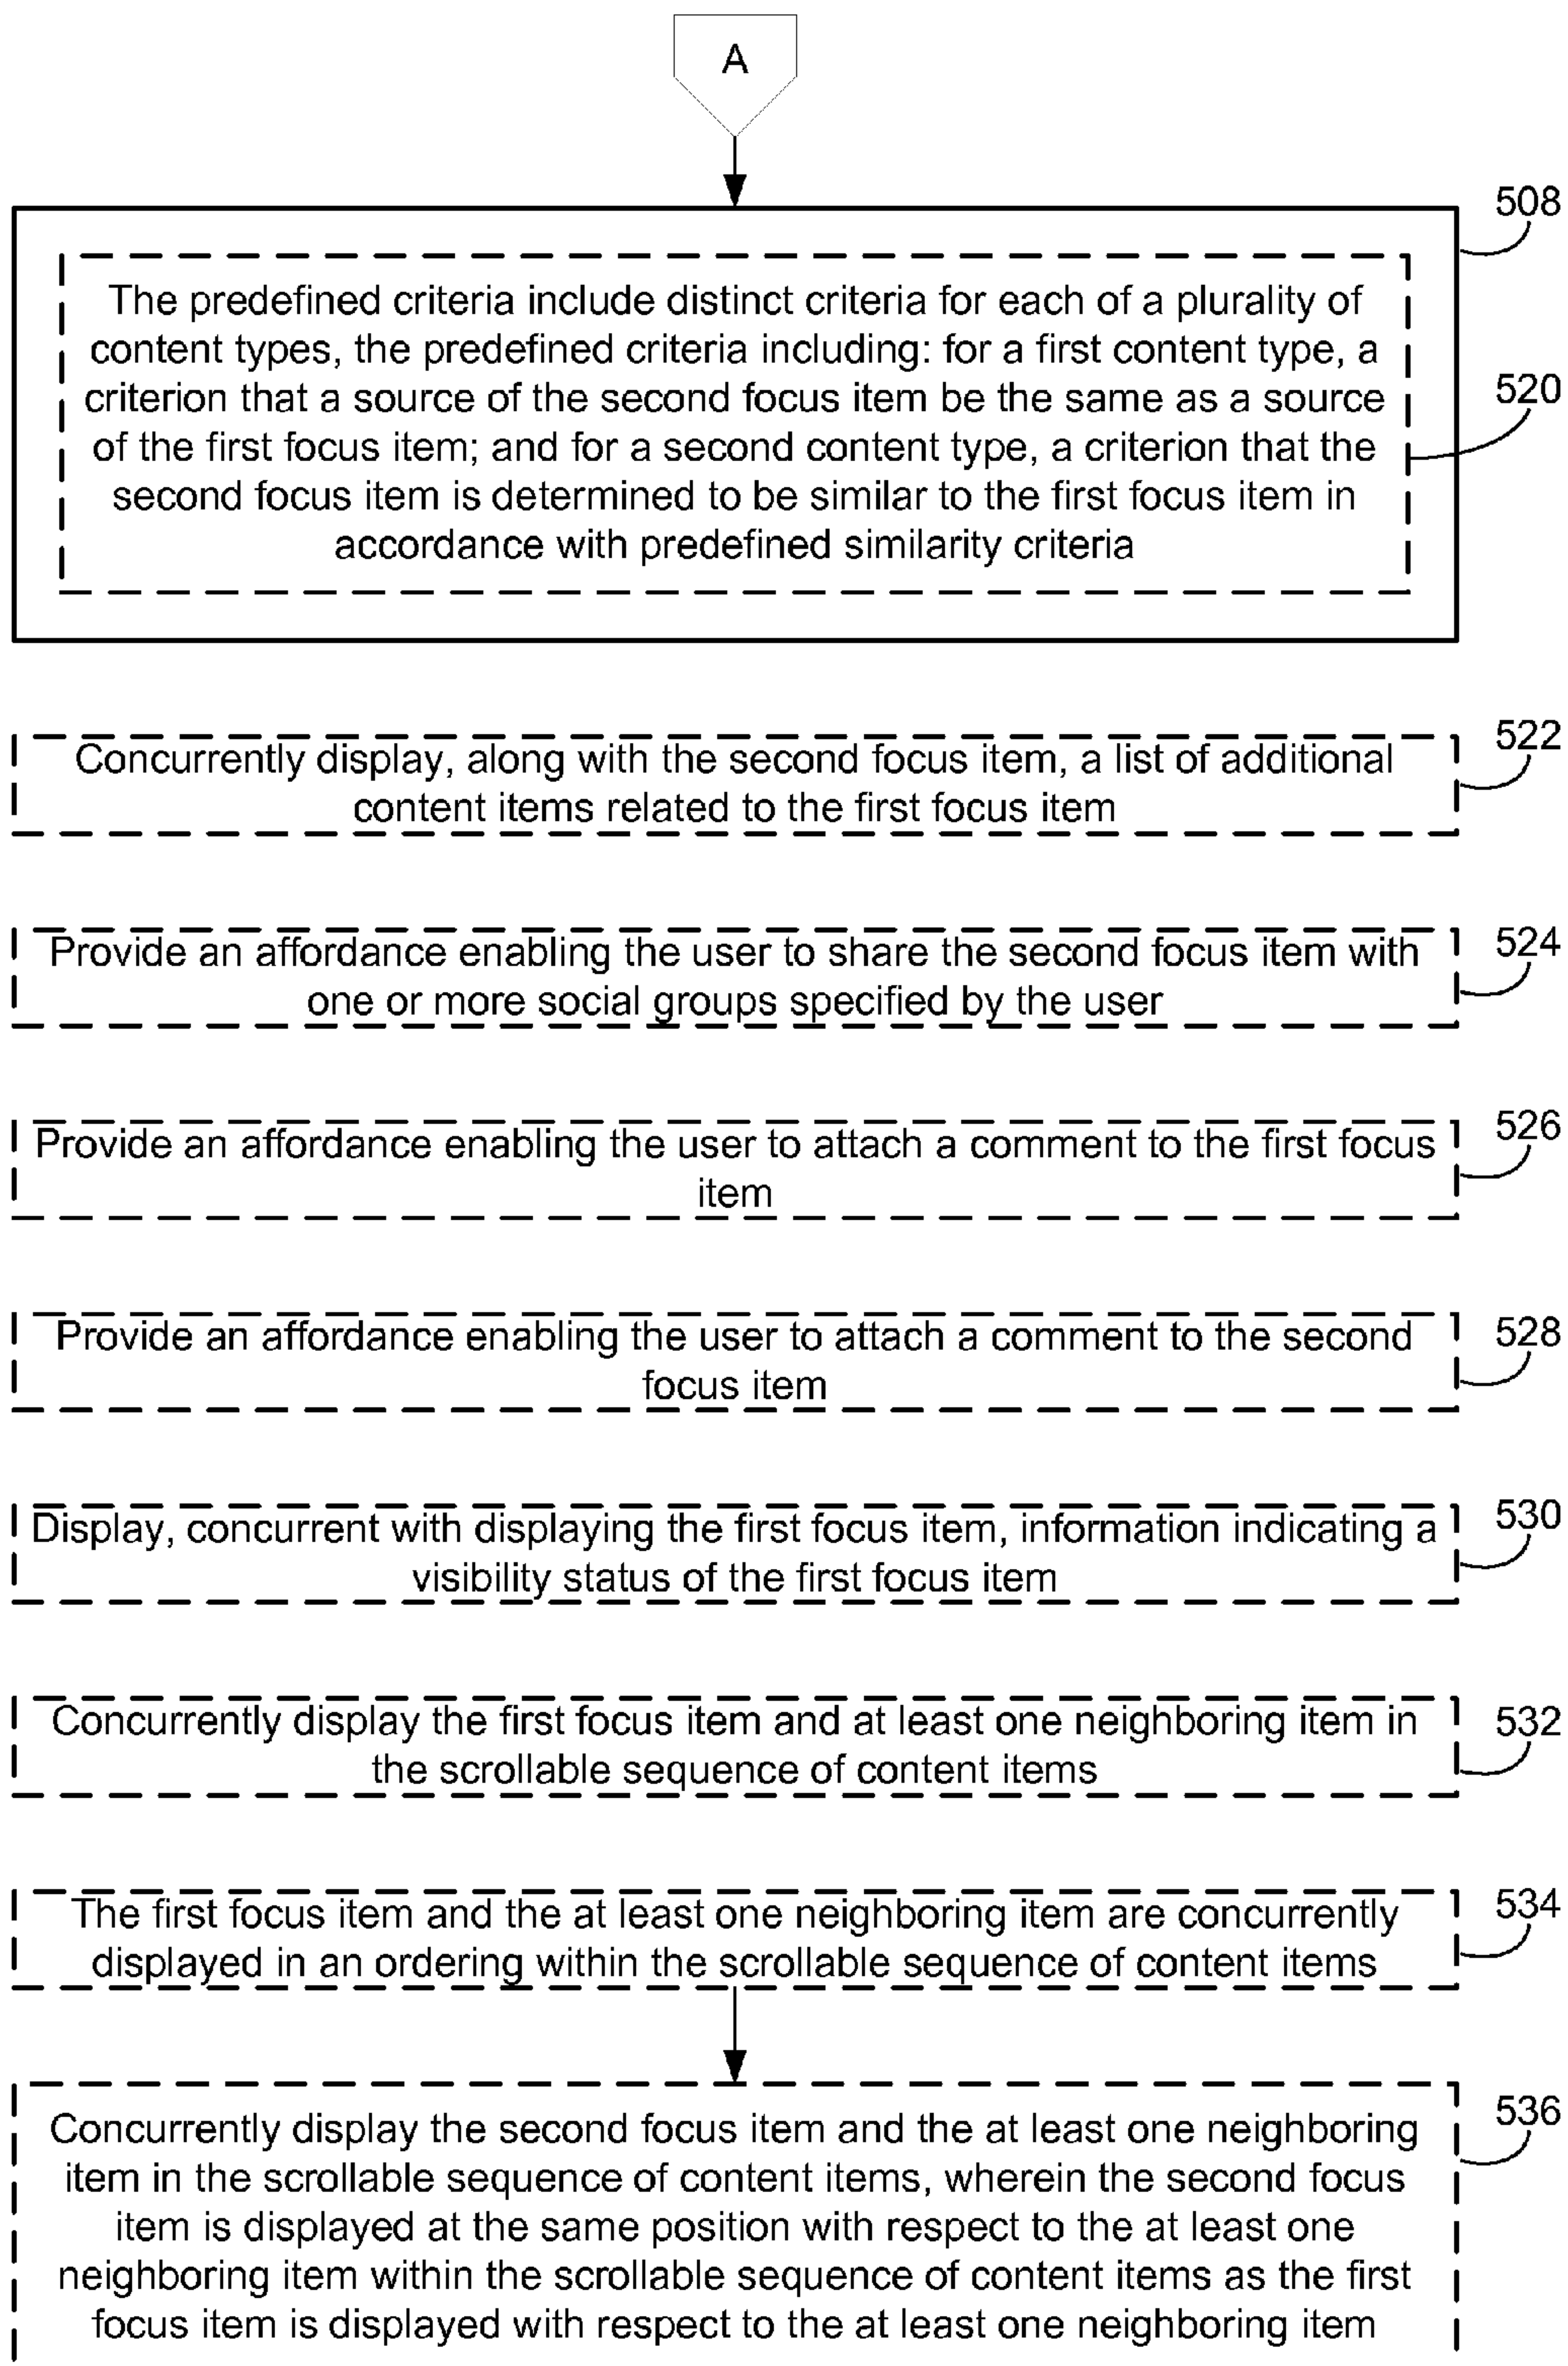 A
508
The predefined criteria include distinct criteria for each of a plurality of
content types, the predefined criteria including: for a first content type, a
criterion that a source of the second focus item be the same as a source
of the first focus item; and for a second content type, a criterion that the
second focus item is determined to be similar to the first focus item in
accordance with predefined similarity criteria
520
Concurrently display, along with the second focus item, a list of additional
content items related to the first focus item
522
Provide an affordance enabling the user to share the second focus item with
one or more social groups specified by the user
524
Provide an affordance enabling the user to attach a comment to the first focus
item
526
Provide an affordance enabling the user to attach a comment to the second
focus item
528
Display, concurrent with displaying the first focus item, information indicating a
visibility status of the first focus item
530
Concurrently display the first focus item and at least one neighboring item in
the scrollable sequence of content items
532
The first focus item and the at least one neighboring item are concurrently
displayed in an ordering within the scrollable sequence of content items
534
Concurrently display the second focus item and the at least one neighboring
item in the scrollable sequence of content items, wherein the second focus
item is displayed at the same position with respect to the at least one
neighboring item within the scrollable sequence of content items as the first
focus item is displayed with respect to the at least one neighboring item
536